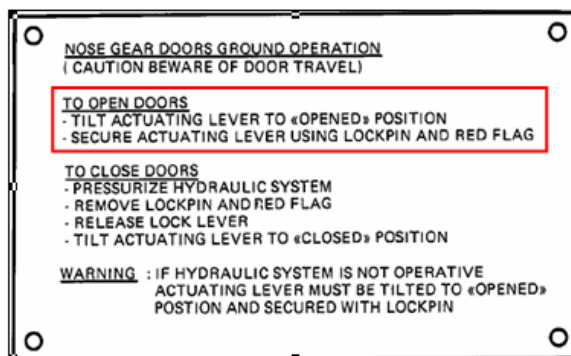 NOSE GEAR DOORS GROUND OPERATION
( CAUTION BEWARE OF DOOR TRAVEL)
TO OPEN DOORS
- TILT ACTUATING LEVER TO «OPENED» POSITION
- SECURE ACTUATING LEVER USING LOCKPIN AND RED FLAG
TO CLOSE DOORS
- PRESSURIZE HYDRAULIC SYSTEM
- REMOVE LOCKPIN AND RED FLAG
- RELEASE LOCK LEVER
- TILT ACTUATING LEVER TO «CLOSED» POSITION
WARNING : IF HYDRAULIC SYSTEM IS NOT OPERATIVE
ACTUATING LEVER MUST BE TILTED TO «OPENED»
POSTION AND SECURED WITH LOCKPIN